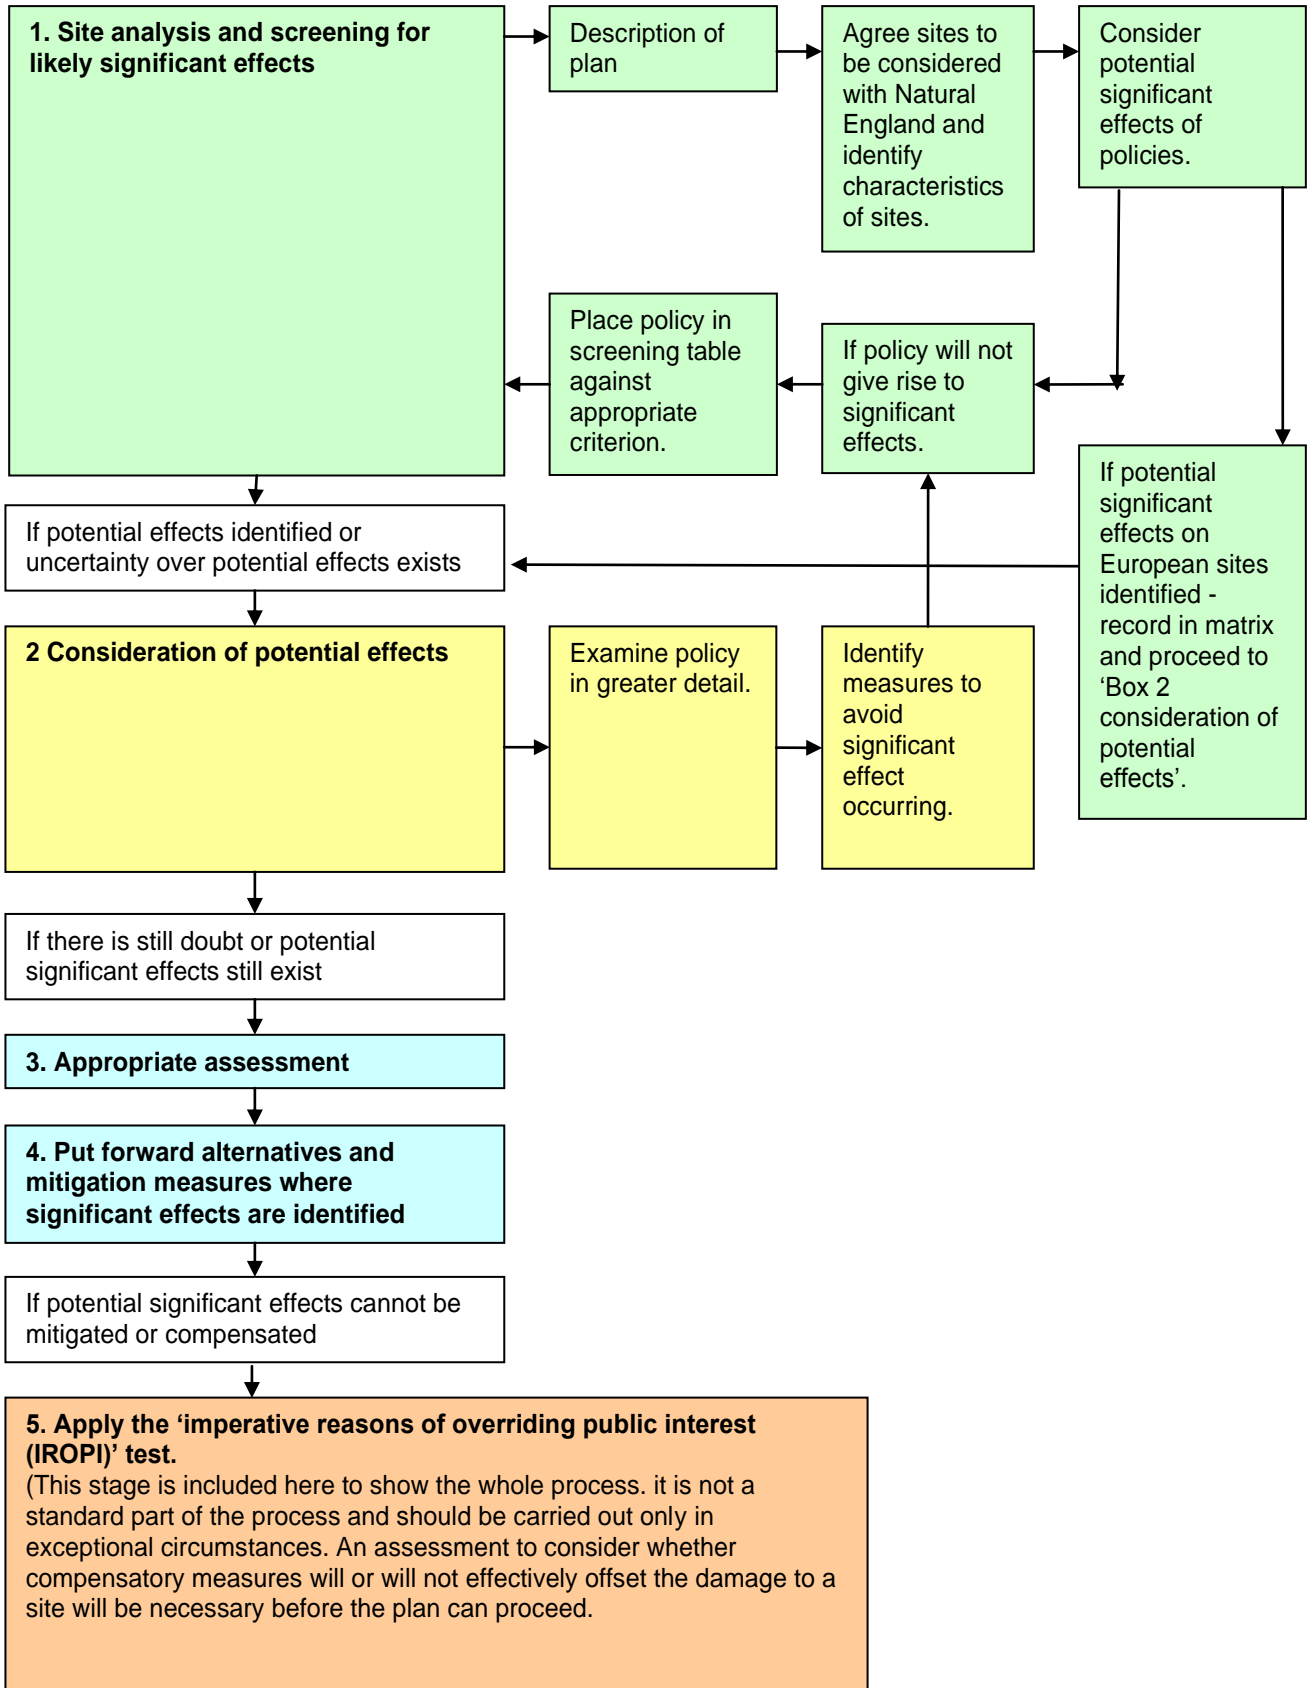 1. Site analysis and screening for
likely significant effects
Description of
plan
Agree sites to
be considered
with Natural
England and
identify
characteristics
of sites.
Consider
potential
significant
effects of
policies.
Place policy in
screening table
against
appropriate
criterion.
If policy will not
give rise to
significant
effects.
If potential
significant
effects on
European sites
identified -
record in matrix
and proceed to
‘Box 2
consideration of
potential
effects’.
If potential effects identified or
uncertainty over potential effects exists
2 Consideration of potential effects
Examine policy
in greater detail.
Identify
measures to
avoid
significant
effect
occurring.
If there is still doubt or potential
significant effects still exist
3. Appropriate assessment
4. Put forward alternatives and
mitigation measures where
significant effects are identified
If potential significant effects cannot be
mitigated or compensated
5. Apply the ‘imperative reasons of overriding public interest
(IROPI)’ test.
(This stage is included here to show the whole process. it is not a
standard part of the process and should be carried out only in
exceptional circumstances. An assessment to consider whether
compensatory measures will or will not effectively offset the damage to a
site will be necessary before the plan can proceed.